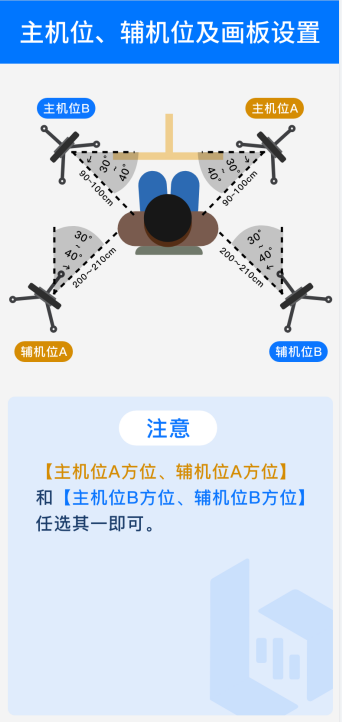 主机位、辅机位及画板设置
主机位B
主机位A
30°
~
40°
90~100cm
30°
~
40°
90~100cm
30°
~
40°
200~210cm
30°
~
40°
200~210cm
辅机位A
辅机位B
注意
【主机位A方位、辅机位A方位】
和【主机位B方位、辅机位B方位】
任选其一即可。